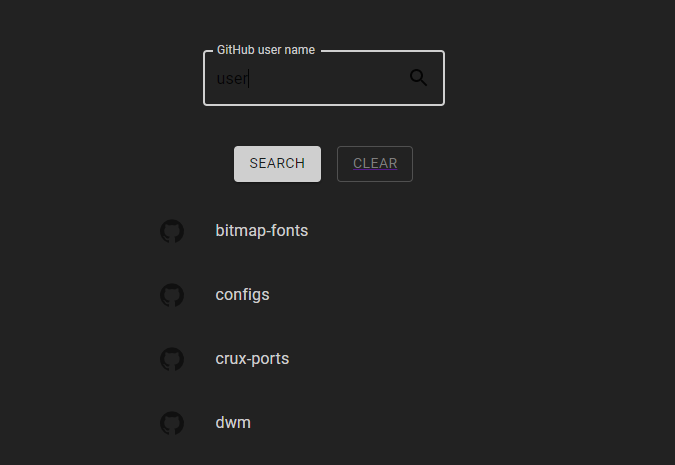 GitHub user name
user
SEARCH CLEAR
bitmap-fonts
configs
crux-ports
dwm